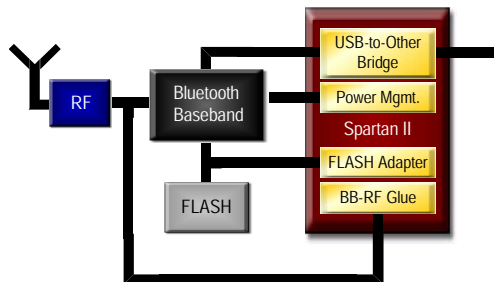 USB-to-Other
Bridge
RF
Bluetooth
Baseband
Power Mgmt.
Spartan II
FLASH Adapter
FLASH
BB-RF Glue